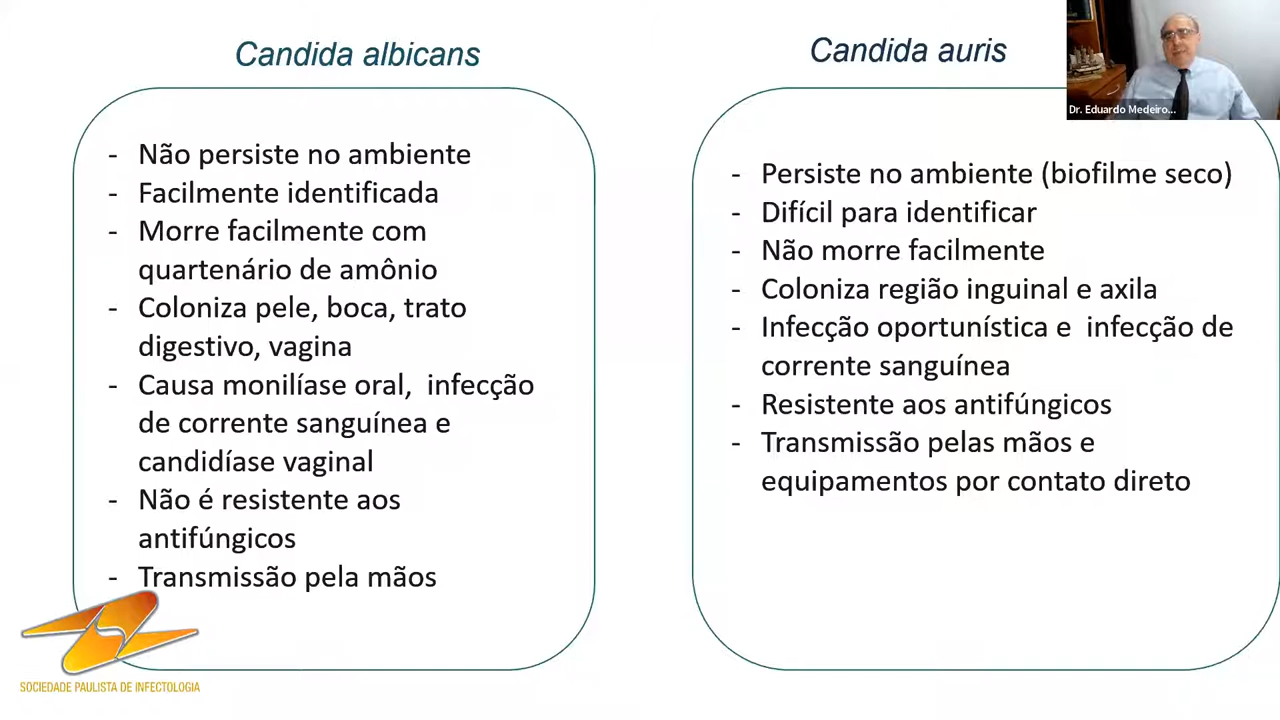 Candida albicans
- Não persiste no ambiente
- Facilmente identificada
- Morre facilmente com
quartenário de amônio
- Coloniza pele, boca, trato
digestivo, vagina
- Causa monilíase oral, infecção
de corrente sanguínea e
candidíase vaginal
- Não é resistente aos
antifúngicos
- Transmissão pela mãos
Candida auris
- Persiste no ambiente (biofilme seco)
- Difícil para identificar
- Não morre facilmente
- Coloniza região inguinal e axila
- Infecção oportunística e infecção de
corrente sanguínea
- Resistente aos antifúngicos
- Transmissão pelas mãos e
equipamentos por contato direto
Dr. Eduardo Medeiro...
SOCIEDADE PAULISTA DE INFECTOLOGIA